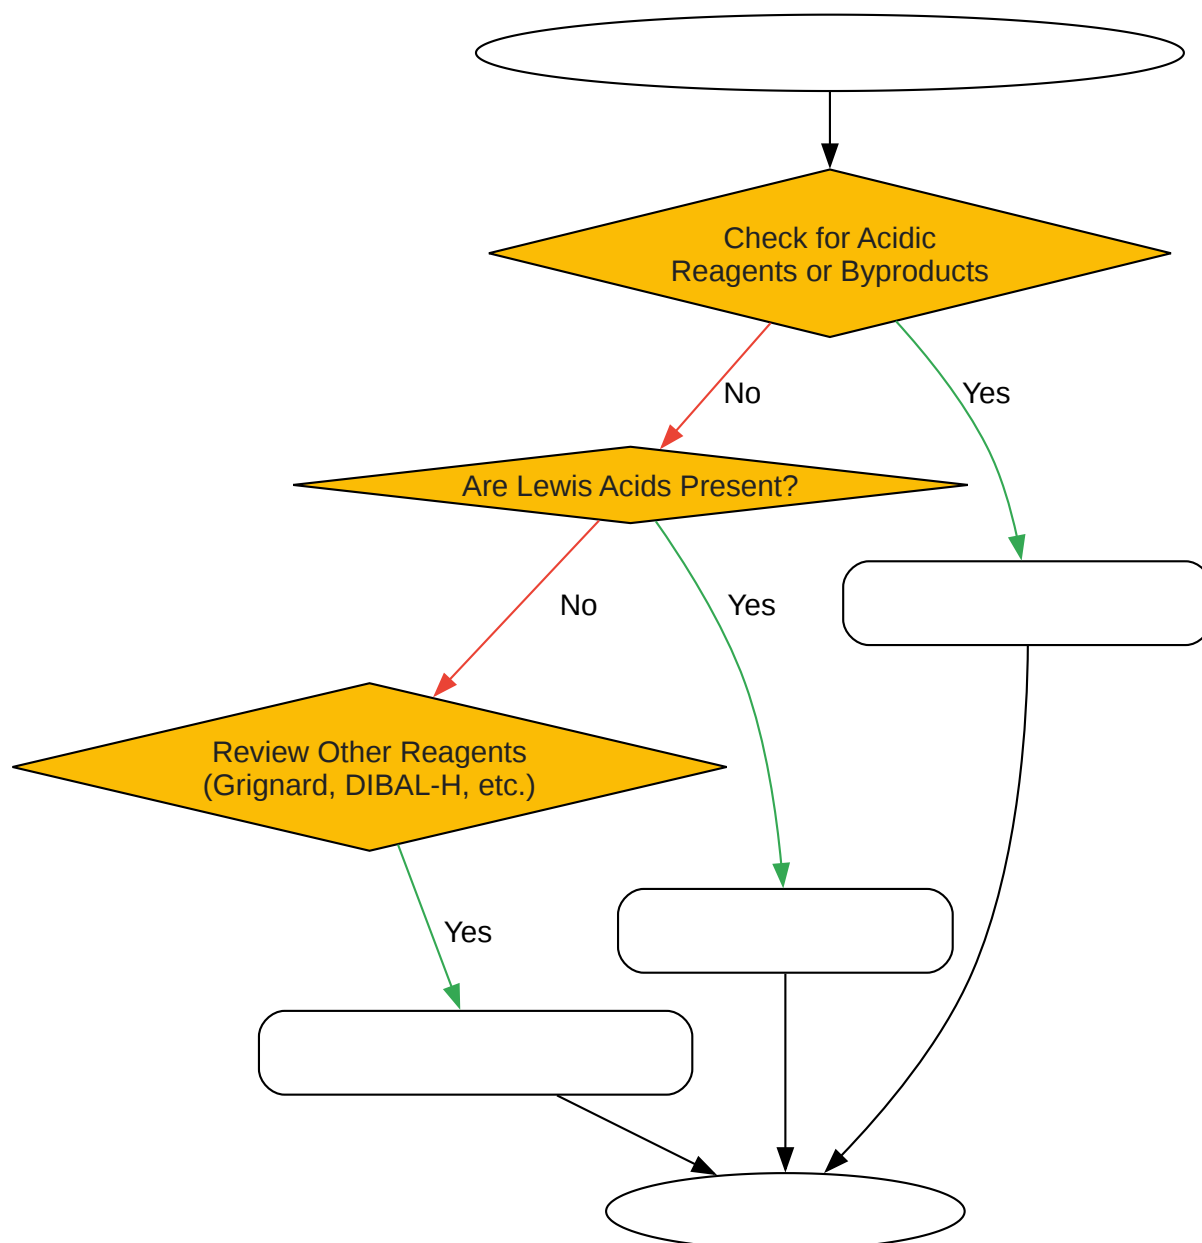 Check for Acidic
Reagents or Byproducts
No
Yes
Are Lewis Acids Present?
No
Yes
Review Other Reagents
(Grignard, DIBAL-H, etc.)
Yes